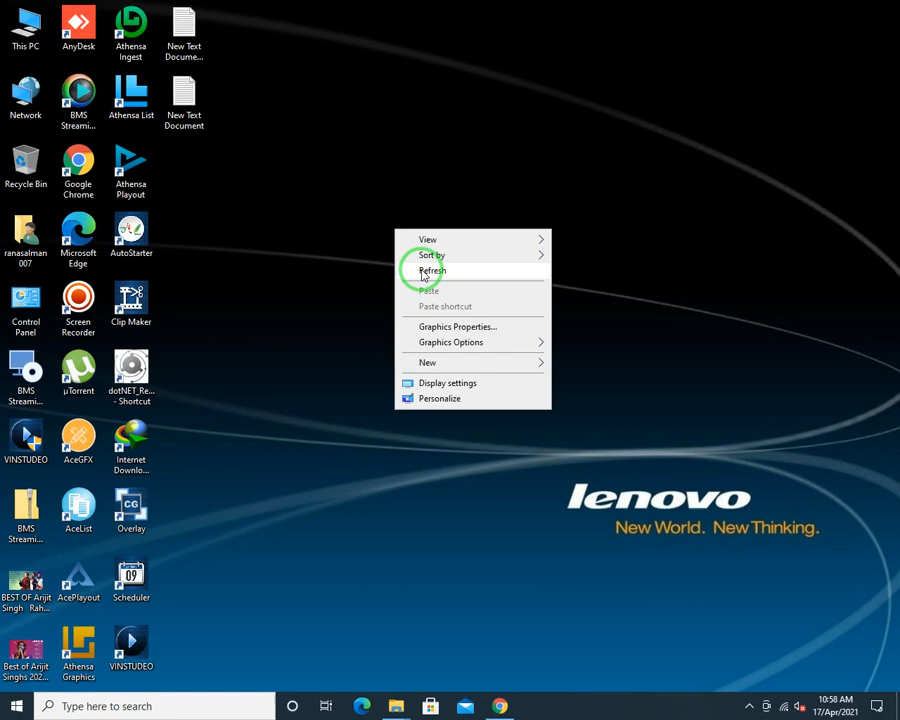 This PC
AnyDesk
Athensa
Ingest
New Text
Docume...
Network
BMS
Streami...
Athensa List
New Text
Document
Recycle Bin
Google
Chrome
Athensa
Playout
ranasalman
007
Microsoft
Edge
AutoStarter
Control
Panel
Screen
Recorder
Clip Maker
BMS
Streami...
µTorrent
dotNET_Re...
- Shortcut
VINSTUDEO
AceGFX
Internet
Downlo...
BMS
Streami...
AceList
CG
Overlay
BEST OF Arijit
Singh Rah...
AcePlayout
09
Scheduler
Best of Arijit
Singhs 202...
Athensa
Graphics
VINSTUDEO
View
Sort by
Refresh
Paste
Paste shortcut
Graphics Properties...
Graphics Options
New
Display settings
Personalize
lenovo
New World. New Thinking.
Type here to search
10:58 AM
17/Apr/2021